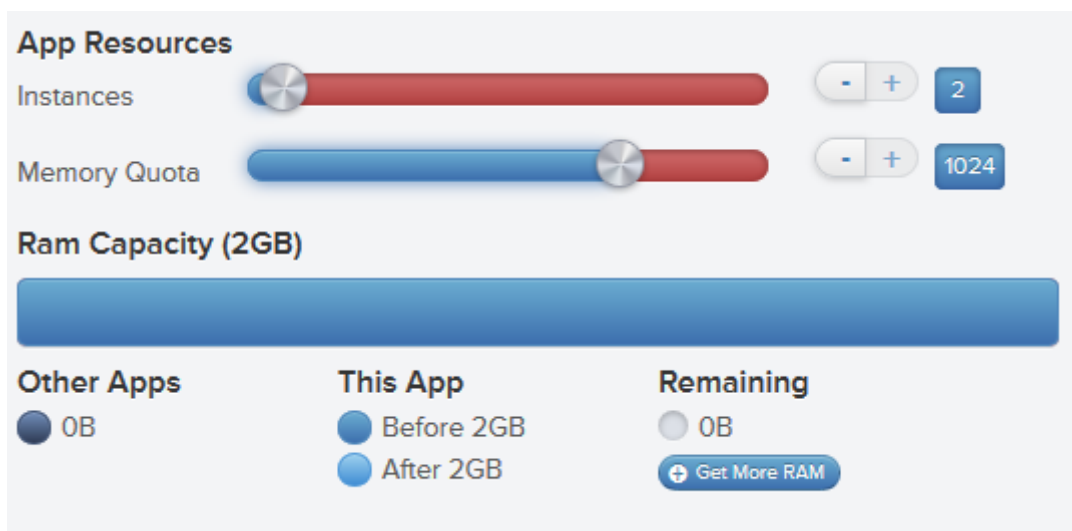 App Resources
Instances - + 2
Memory Quota - + 1024
Ram Capacity (2GB)
Other Apps This App Remaining
0B Before 2GB 0B
After 2GB + Get More RAM